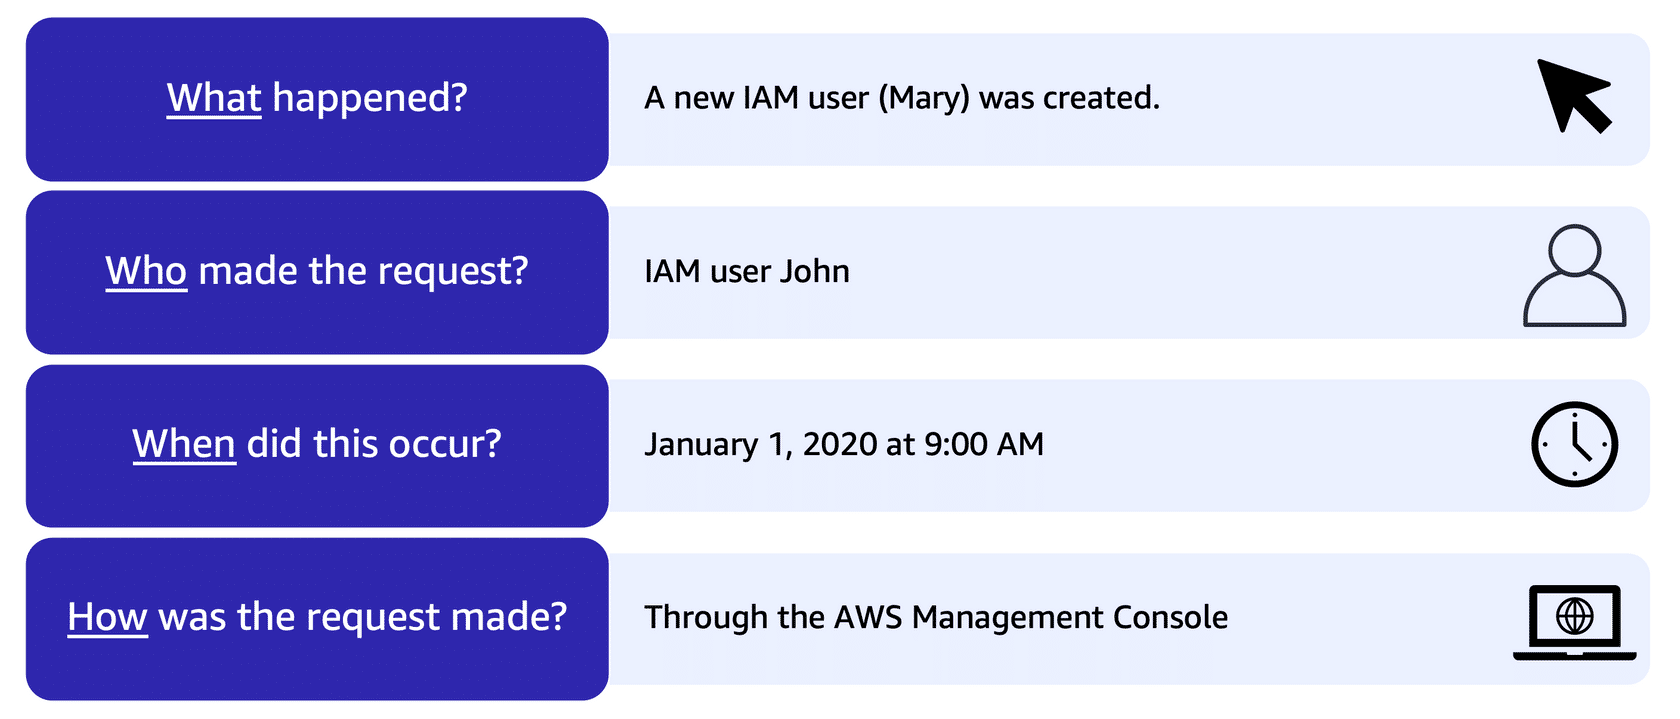 What happened?
A new IAM user (Mary) was created.
Who made the request?
IAM user John
When did this occur?
January 1, 2020 at 9:00 AM
How was the request made?
Through the AWS Management Console